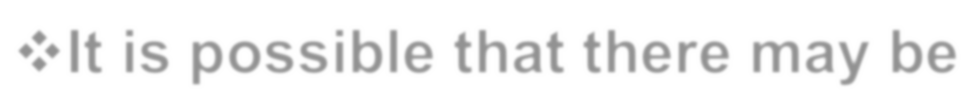 ❖It is possible that there may be